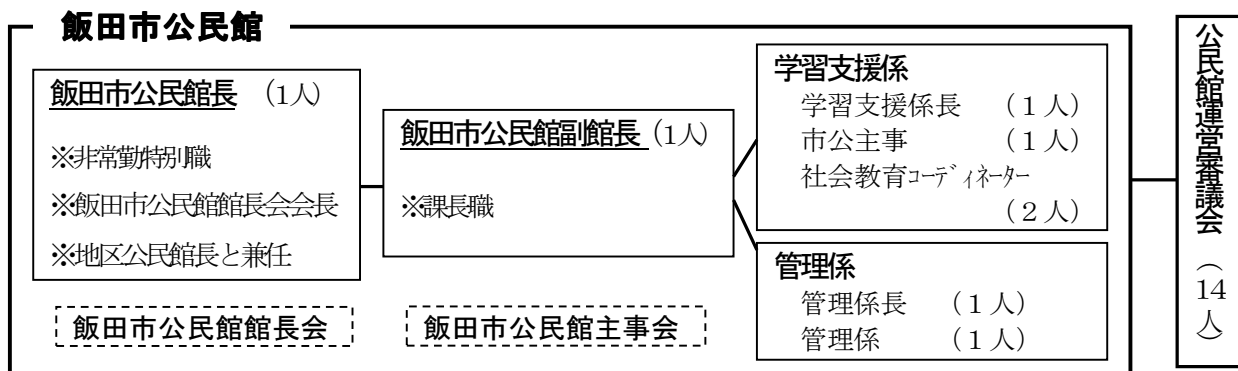 飯田市公民館
飯田市公民館長 (1人)
※非常勤特別職
※飯田市公民館館長会会長
※地区公民館長と兼任
飯田市公民館副館長 (1人)
※課長職
学習支援係
学習支援係長 (1人)
市公主事 (1人)
社会教育ｺｰﾃﾞｨﾈｰﾀｰ
(2人)
管理係
管理係長 (1人)
管理係 (1人)
飯田市公民館館長会
飯田市公民館主事会
公民館運営審議会 (14人)